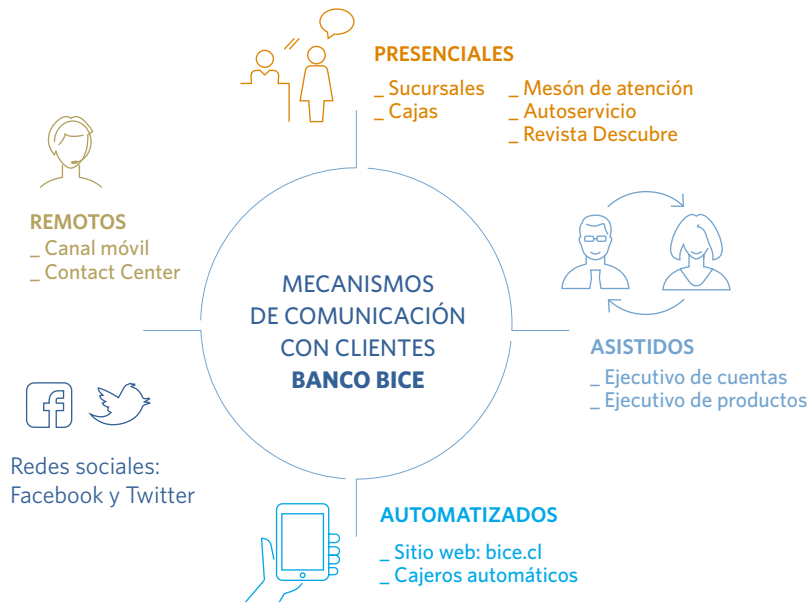 PRESENCIALES
_ Sucursales
_ Cajas
_ Mesón de atención
_ Autoservicio
_ Revista Descubre
REMOTOS
_ Canal móvil
_ Contact Center
MECANISMOS
DE COMUNICACIÓN
CON CLIENTES
BANCO BICE
ASISTIDOS
_ Ejecutivo de cuentas
_ Ejecutivo de productos
Redes sociales:
Facebook y Twitter
AUTOMATIZADOS
_ Sitio web: bice.cl
_ Cajeros automáticos